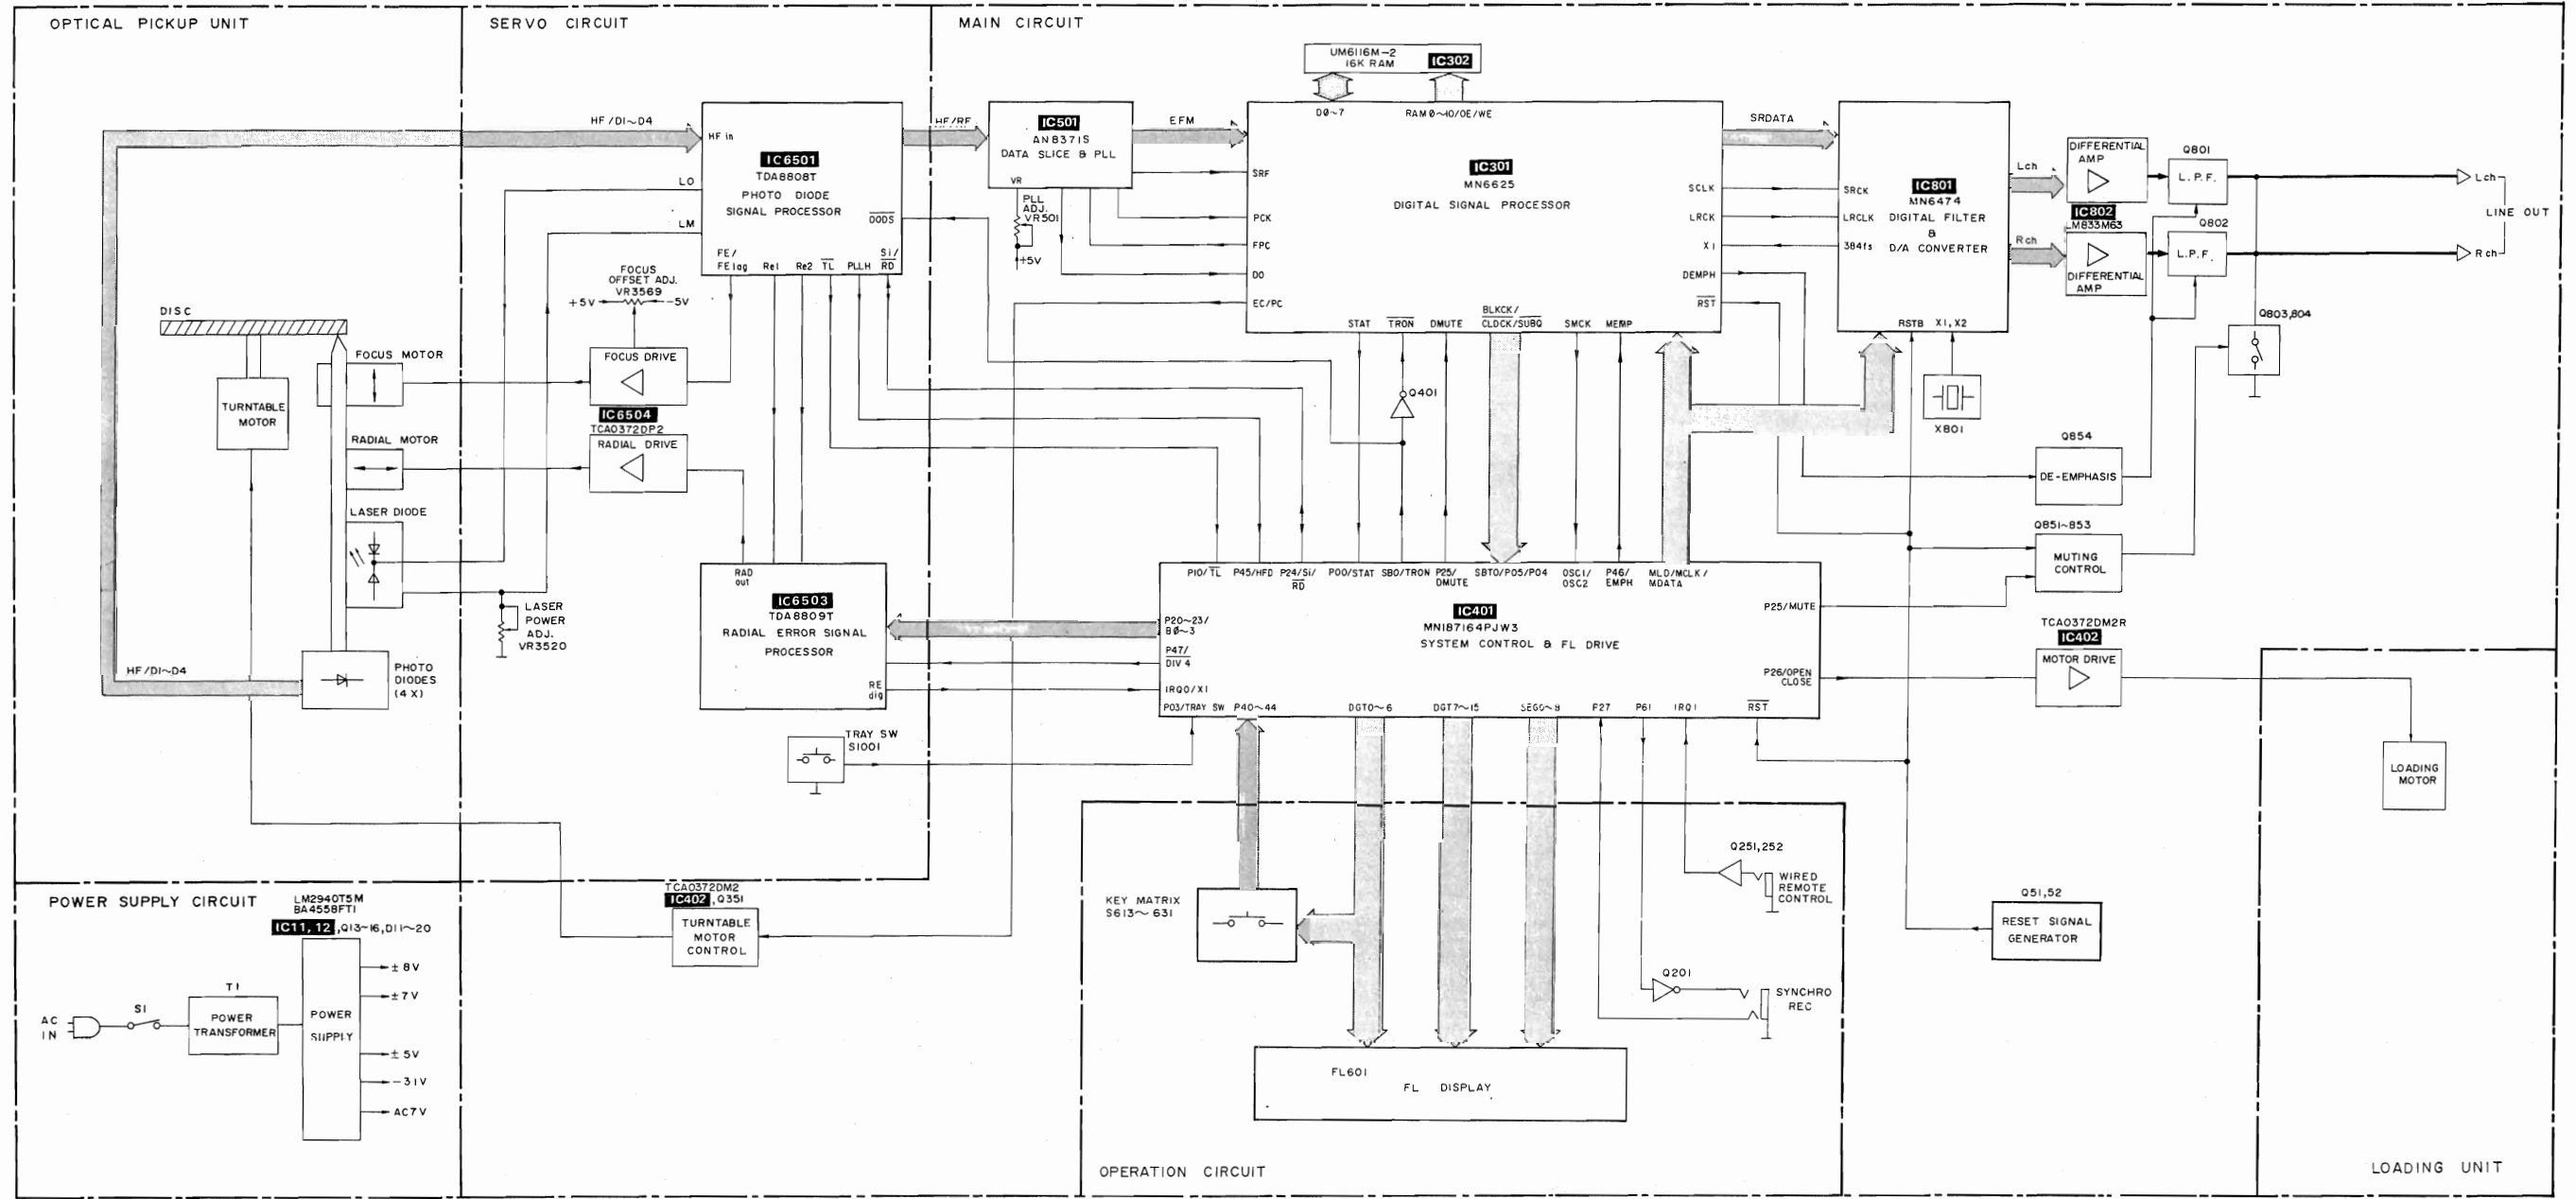 OPTICAL PICKUP UNIT
SERVO CIRCUIT
MAIN CIRCUIT
UM6116M-2
16K RAM
IC302
HF/D1~D4
HF in
IC6501
TDA8808T
PHOTO DIODE
SIGNAL PROCESSOR
LO
LM
DODS
FE/
FE lag
Re1
Re2
TL
PLLH
Si/
RD
HF/RF
IC501
AN8371S
DATA SLICE & PLL
VR
PLL
ADJ.
VR501
+5V
EFM
D0~7
RAM0~10/OE/WE
IC301
MN6625
DIGITAL SIGNAL PROCESSOR
SRF
PCK
FPC
DO
EC/PC
SCLK
LRCK
X1
DEMPH
RST
STAT
TRON
DMUTE
BLKCK/
CLDCK/SUBQ
SMCK
MEMP
SRDATA
IC801
MN6474
DIGITAL FILTER
&
D/A CONVERTER
SRCK
LRCLK
384fs
RSTB
X1, X2
X801
Lch
Rch
DIFFERENTIAL
AMP
IC802
LM833M63
DIFFERENTIAL
AMP
Q801
L.P.F.
Q802
L.P.F.
Lch
LINE OUT
Rch
Q803,804
Q854
DE-EMPHASIS
Q851~853
MUTING
CONTROL
TCA0372DM2R
IC402
MOTOR DRIVE
LOADING
MOTOR
FOCUS
OFFSET ADJ.
VR3569
+5V
-5V
DISC
FOCUS MOTOR
TURNTABLE
MOTOR
RADIAL MOTOR
LASER DIODE
FOCUS DRIVE
IC6504
TCA0372DP2
RADIAL DRIVE
LASER
POWER
ADJ.
VR3520
HF/D1~D4
PHOTO
DIODES
(4X)
RAD
out
IC6503
TDA8809T
RADIAL ERROR SIGNAL
PROCESSOR
RE
dig
TRAY SW
S1001
Q401
P10/TL
P45/HFD
P24/Si/
RD
P00/STAT
SB0/TRON
P25/
DMUTE
SBT0/P05/P04
OSC1/
OSC2
P46/
EMPH
MLD/MCLK/
MDATA
IC401
MN187164PJW3
SYSTEM CONTROL & FL DRIVE
P20~23/
B0~3
P47/
DIV 4
IRQ0/X1
P03/TRAY SW
P40~44
DGT0~6
DGT7~15
SEG0~9
F27
P61
IRQ1
RST
P25/MUTE
P26/OPEN
CLOSE
POWER SUPPLY CIRCUIT
LM2940T5M
BA4558FT1
IC11, 12 ,Q13~16,D11~20
AC
IN
S1
T1
POWER
TRANSFORMER
POWER
SUPPLY
±8V
±7V
±5V
-31V
AC7V
TCA0372DM2
IC402 ,Q351
TURNTABLE
MOTOR
CONTROL
KEY MATRIX
S613~631
Q251,252
WIRED
REMOTE
CONTROL
Q201
SYNCHRO
REC
FL601
FL DISPLAY
OPERATION CIRCUIT
Q51,52
RESET SIGNAL
GENERATOR
LOADING UNIT